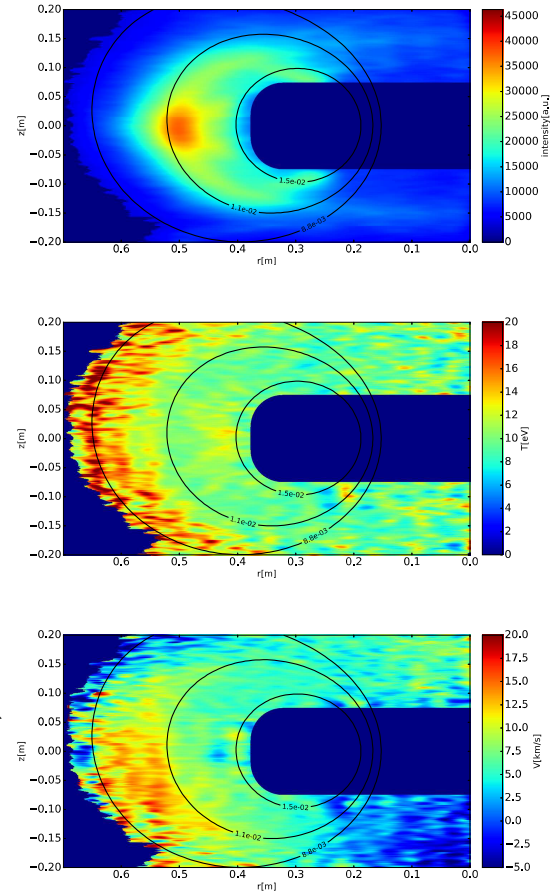 0.20
0.15
0.10
0.05
0.00
−0.05
−0.10
−0.15
−0.20
z[m]
0.6 0.5 0.4 0.3 0.2 0.1 0.0
r[m]
1.5e-02
1.1e-02
8.8e-03
45000
40000
35000
30000
25000
20000
15000
10000
5000
0
intensity[a.u.]
0.20
0.15
0.10
0.05
0.00
−0.05
−0.10
−0.15
−0.20
z[m]
0.6 0.5 0.4 0.3 0.2 0.1 0.0
r[m]
1.5e-02
1.1e-02
8.8e-03
20
18
16
14
12
10
8
6
4
2
0
T[eV]
0.20
0.15
0.10
0.05
0.00
−0.05
−0.10
−0.15
−0.20
z[m]
0.6 0.5 0.4 0.3 0.2 0.1 0.0
r[m]
1.5e-02
1.1e-02
8.8e-03
20.0
17.5
15.0
12.5
10.0
7.5
5.0
2.5
0.0
−2.5
−5.0
V[km/s]